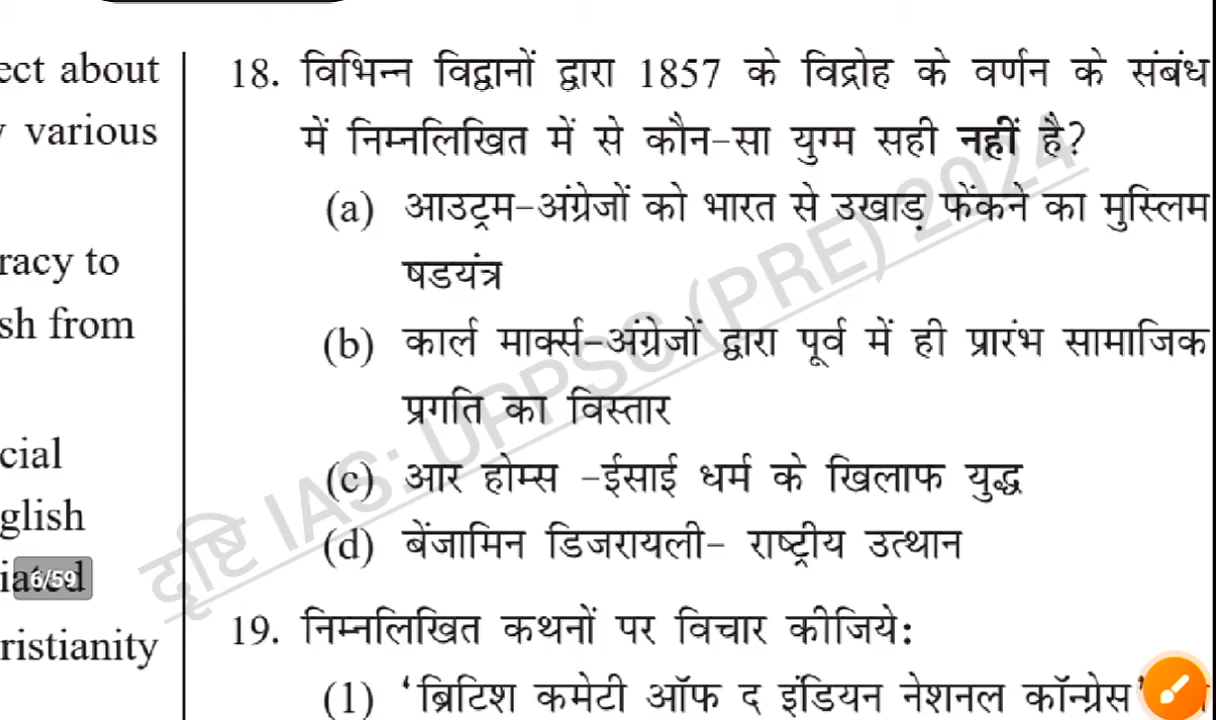 ect about
various
racy to
sh from
cial
glish
iated
6/59
ristianity
18. विभिन्न विद्वानों द्वारा 1857 के विद्रोह के वर्णन के संबंध
में निम्नलिखित में से कौन-सा युग्म सही नहीं है?
(a) आउट्रम-अंग्रेजों को भारत से उखाड़ फेंकने का मुस्लिम
षडयंत्र
(b) कार्ल मार्क्स-अंग्रेजों द्वारा पूर्व में ही प्रारंभ सामाजिक
प्रगति का विस्तार
(c) आर होम्स -ईसाई धर्म के खिलाफ युद्ध
(d) बेंजामिन डिजरायली- राष्ट्रीय उत्थान
19. निम्नलिखित कथनों पर विचार कीजिये:
(1) ‘ब्रिटिश कमेटी ऑफ द इंडियन नेशनल कॉन्ग्रेस’
दृष्टि IAS: UPPSC (PRE) 2024